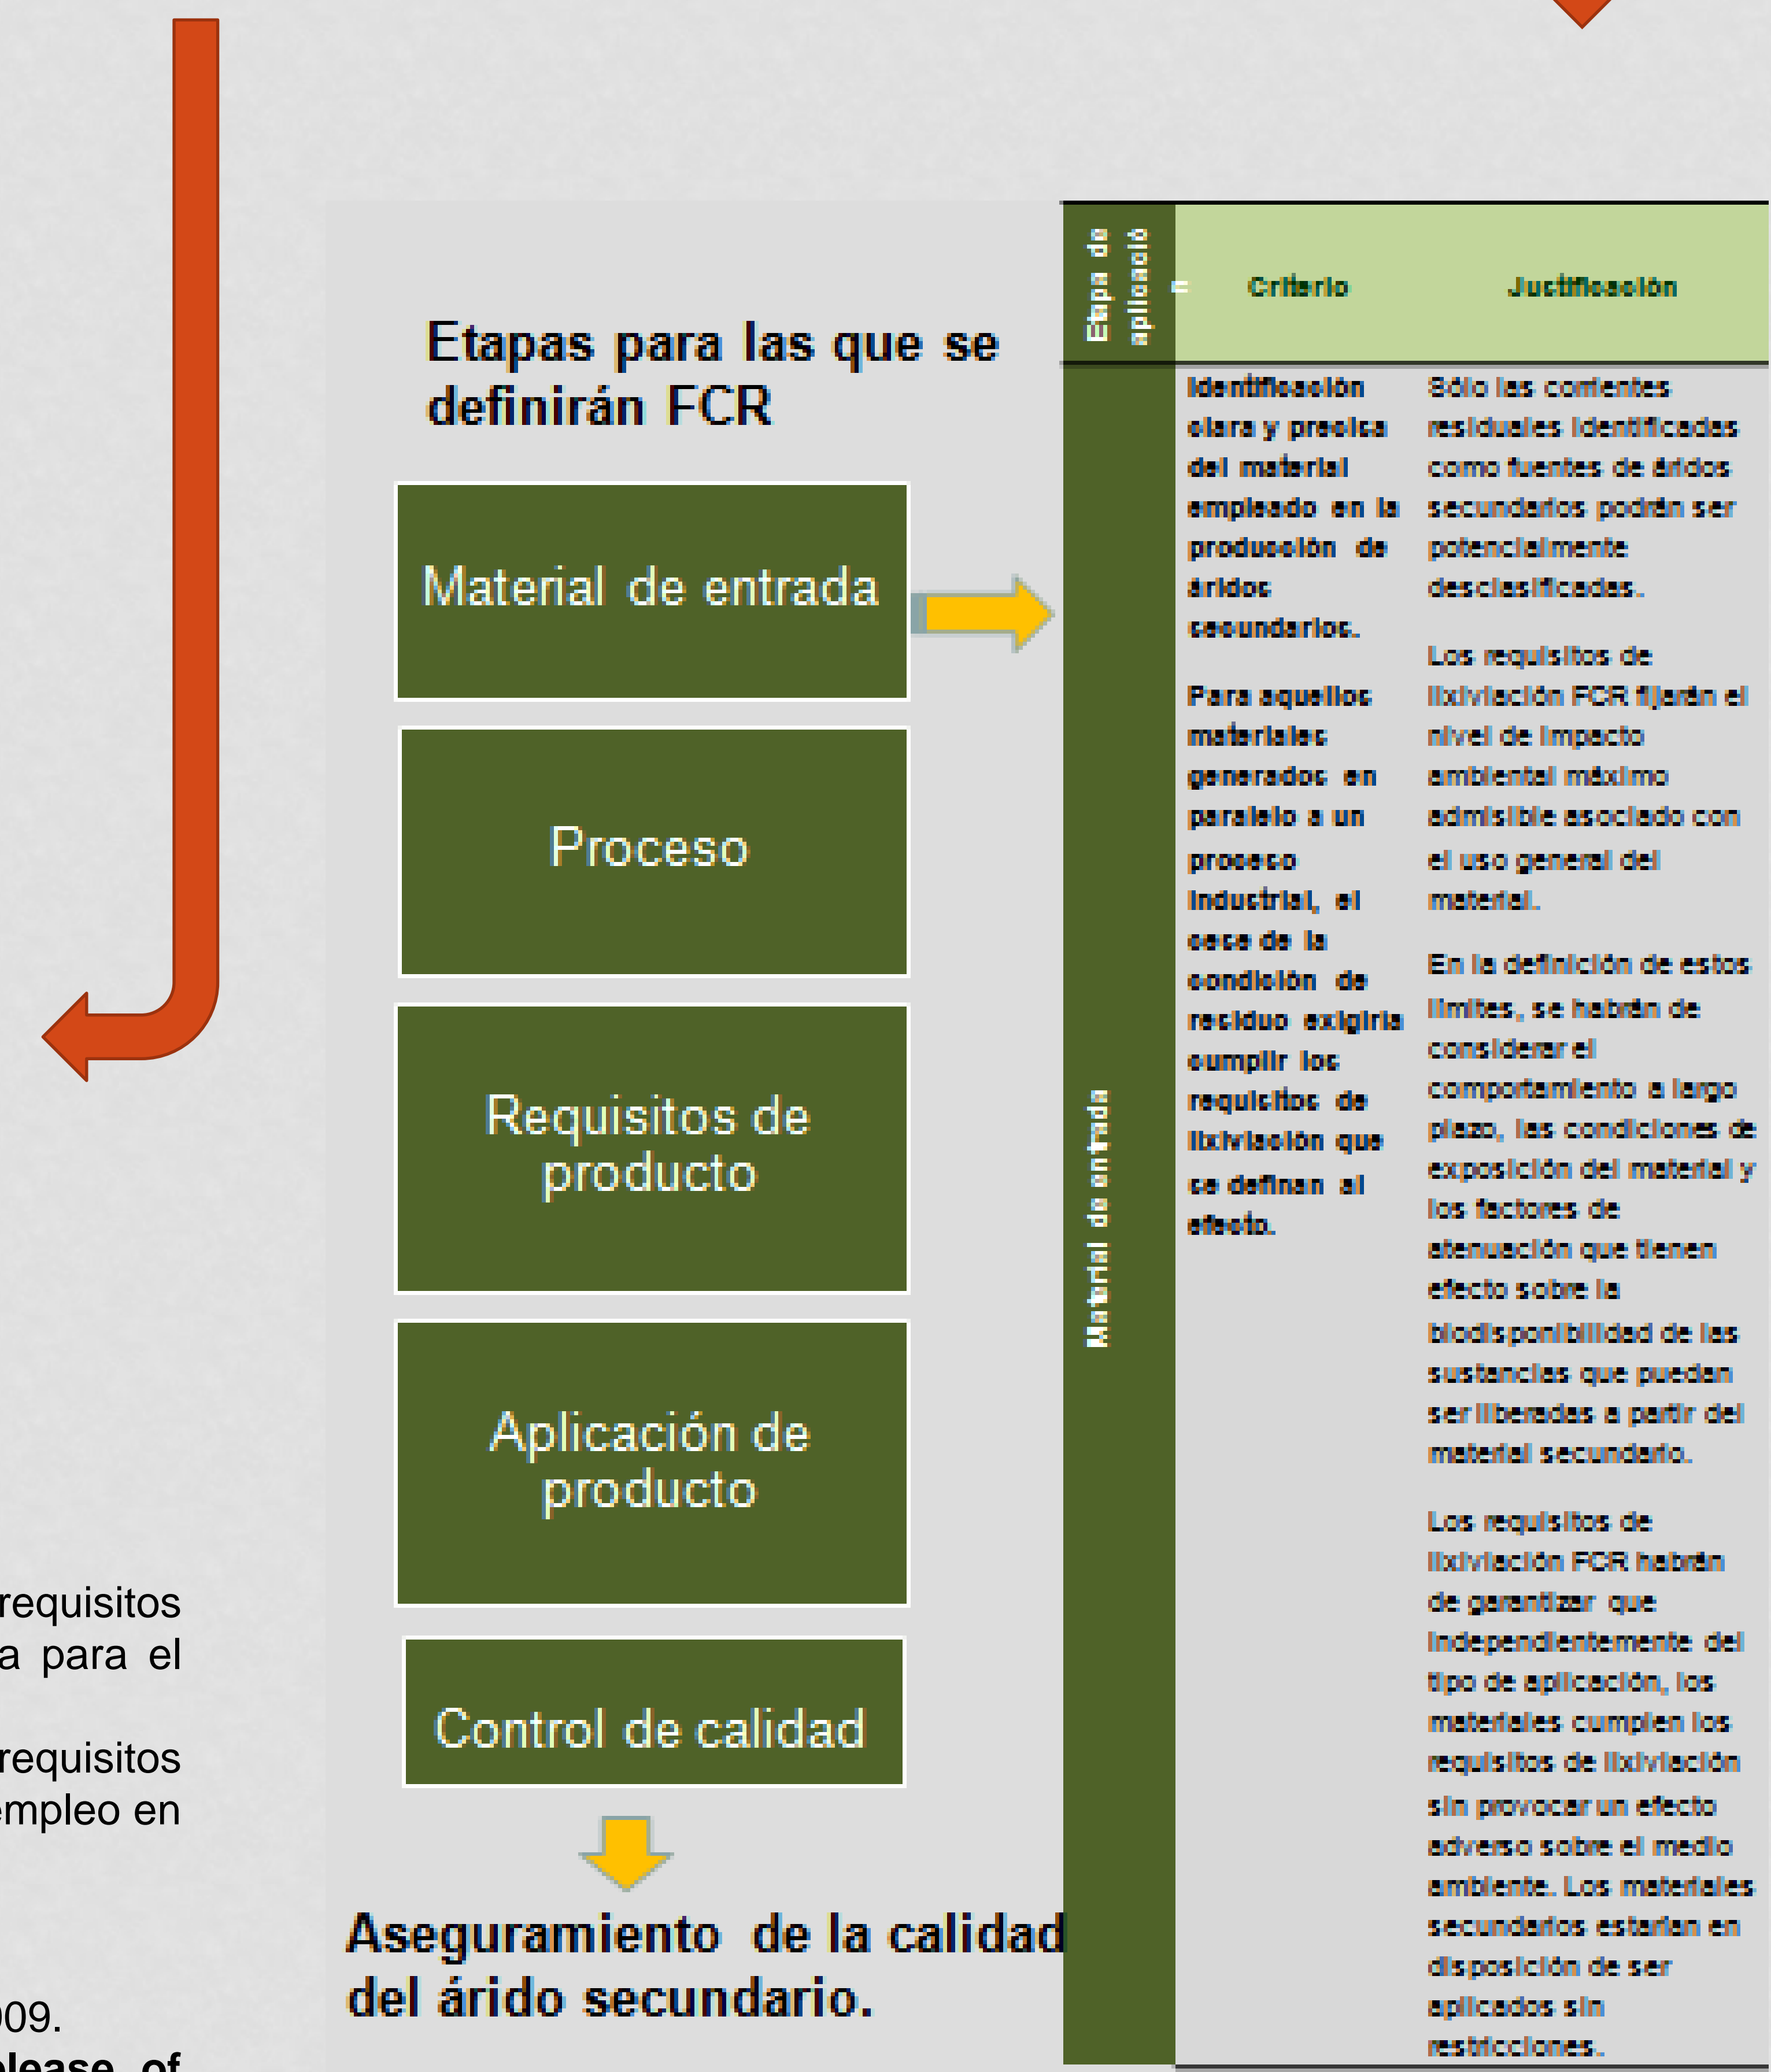 requisitos
a para el
requisitos
empleo en
009.
elease of
Etapas para las que se
definirán FCR
Material de entrada
Proceso
Requisitos de
producto
Aplicación de
producto
Control de calidad
Aseguramiento de la calidad
del árido secundario.
Etapa de
aplicació
n
Criterio
Justificación
Material de entrada
Identificación
clara y precisa
del material
empleado en la
producción de
áridos
secundarios.
Para aquellos
materiales
generados en
paralelo a un
proceso
industrial, el
cese de la
condición de
residuo exigiría
cumplir los
requisitos de
lixiviación que
se definan al
efecto.
Sólo las corrientes
residuales identificadas
como fuentes de áridos
secundarios podrán ser
potencialmente
desclasificadas.
Los requisitos de
lixiviación FCR fijarán el
nivel de impacto
ambiental máximo
admisible asociado con
el uso general del
material.
En la definición de estos
límites, se habrán de
considerar el
comportamiento a largo
plazo, las condiciones de
exposición del material y
los factores de
atenuación que tienen
efecto sobre la
biodisponibilidad de las
sustancias que puedan
ser liberadas a partir del
material secundario.
Los requisitos de
lixiviación FCR habrán
de garantizar que
independientemente del
tipo de aplicación, los
materiales cumplen los
requisitos de lixiviación
sin provocar un efecto
adverso sobre el medio
ambiente. Los materiales
secundarios estarían en
disposición de ser
aplicados sin
restricciones.